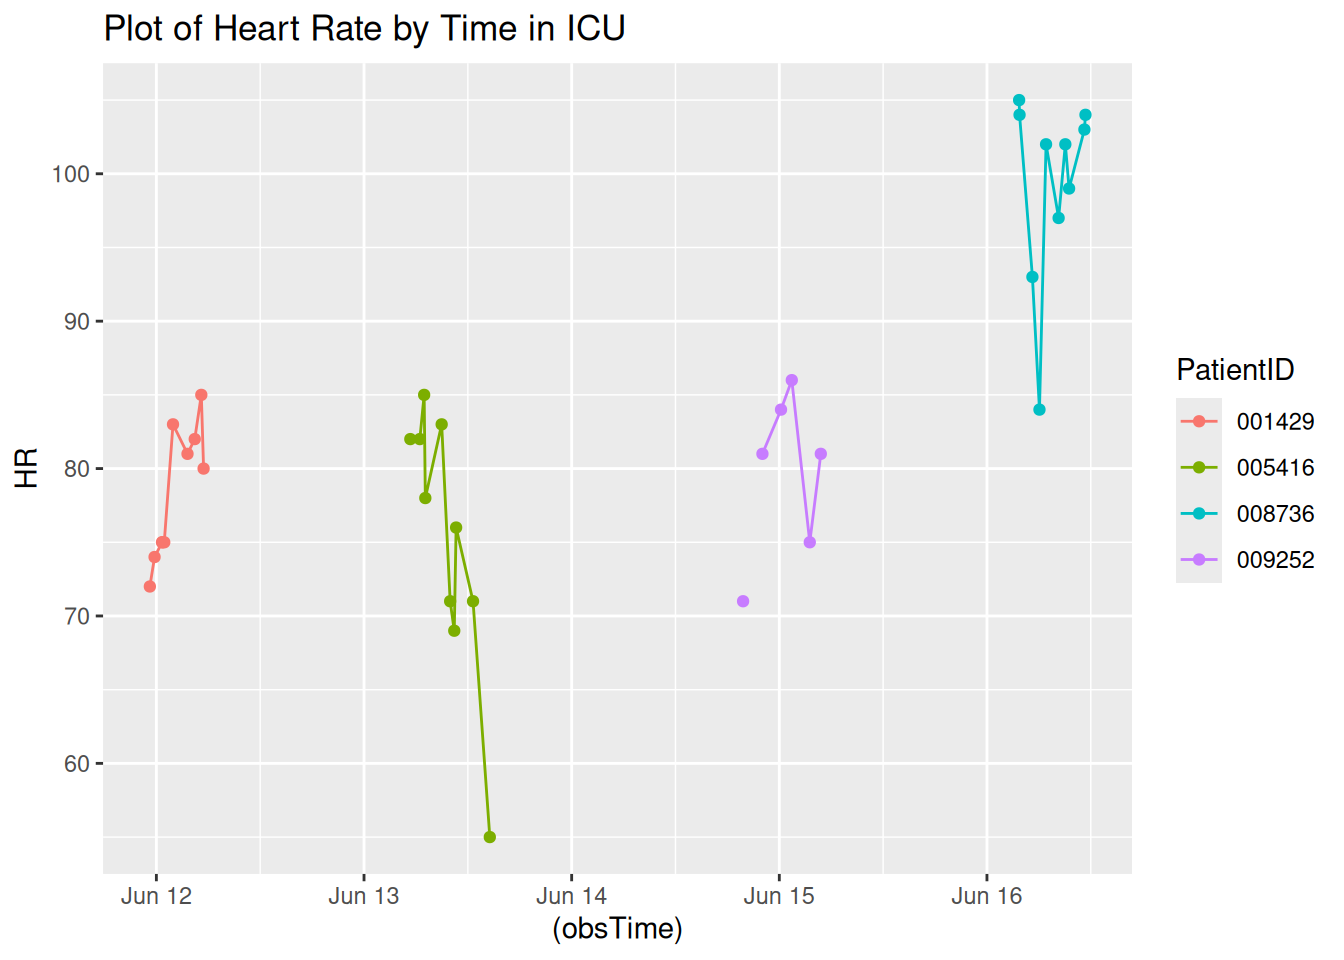 Plot of Heart Rate by Time in ICU
HR
100
90
80
70
60
Jun 12
Jun 13
Jun 14
Jun 15
Jun 16
(obsTime)
PatientID
001429
005416
008736
009252